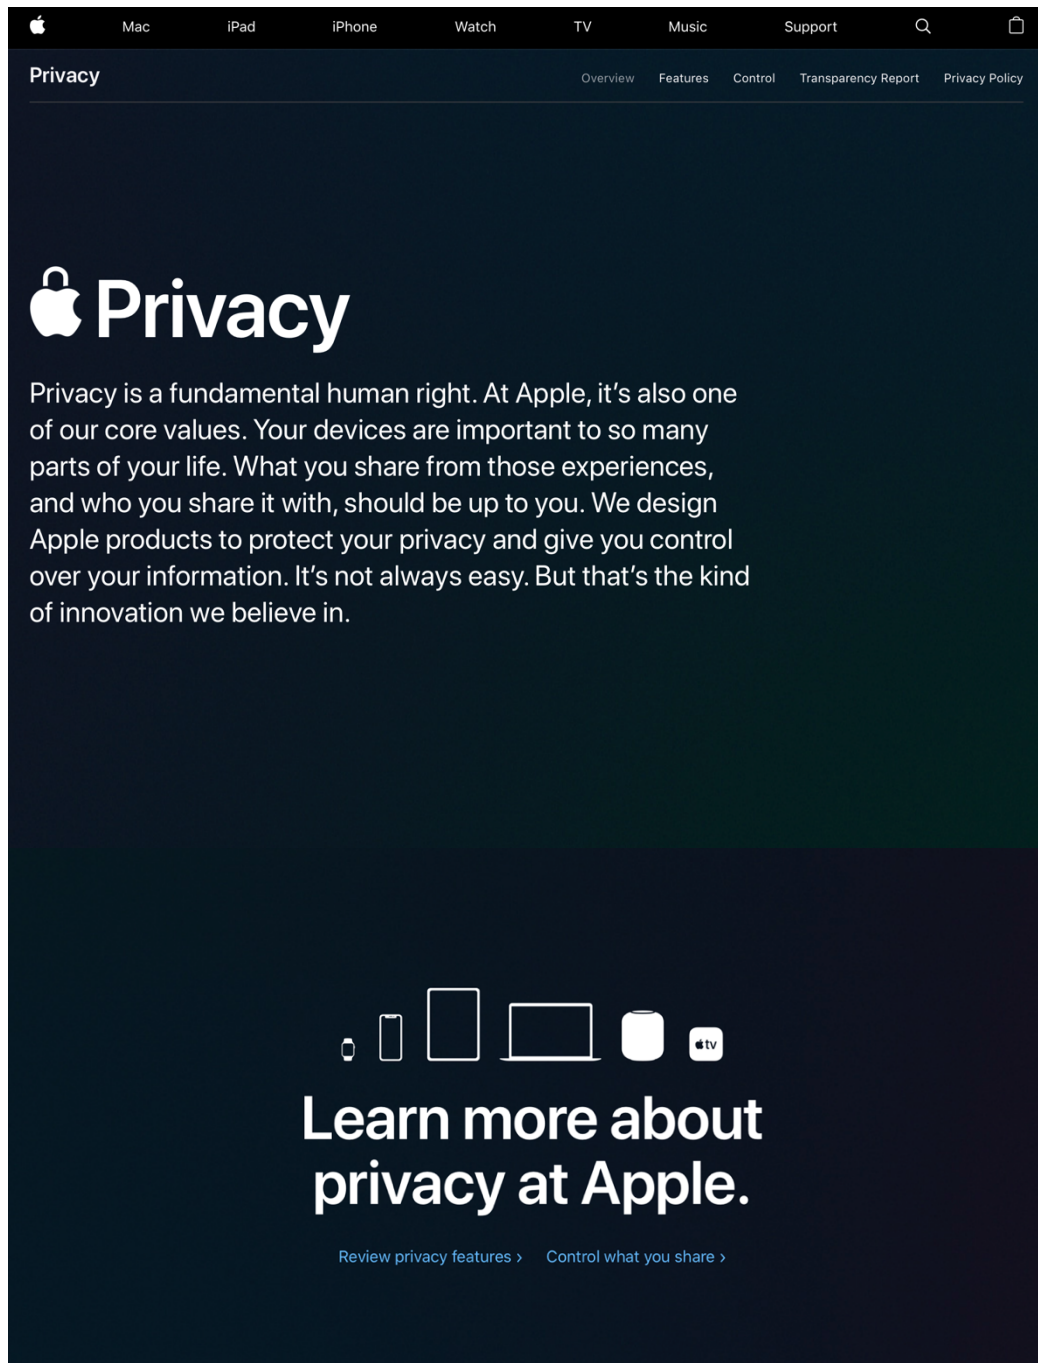 Mac iPad iPhone Watch TV Music Support
Privacy
Overview Features Control Transparency Report Privacy Policy
Privacy
Privacy is a fundamental human right. At Apple, it’s also one
of our core values. Your devices are important to so many
parts of your life. What you share from those experiences,
and who you share it with, should be up to you. We design
Apple products to protect your privacy and give you control
over your information. It’s not always easy. But that’s the kind
of innovation we believe in.
tv
Learn more about
privacy at Apple.
Review privacy features › Control what you share ›